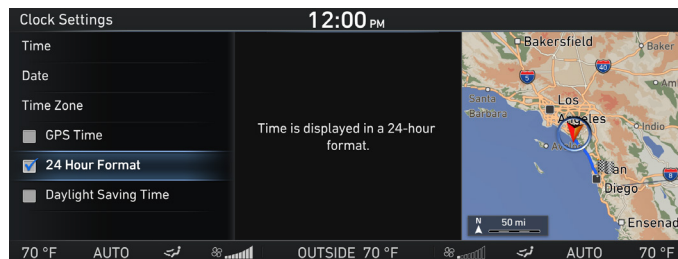 Clock Settings
12:00 PM
Time
Date
Time Zone
GPS Time
24 Hour Format
Daylight Saving Time
Time is displayed in a 24-hour
format.
Bakersfield
Baker
5
40
Am
Santa
Barbara
Los
Angeles
Indio
Avalon
San
Diego
8
Ensenad
N
50 mi
70 °F
AUTO
OUTSIDE 70 °F
AUTO
70 °F